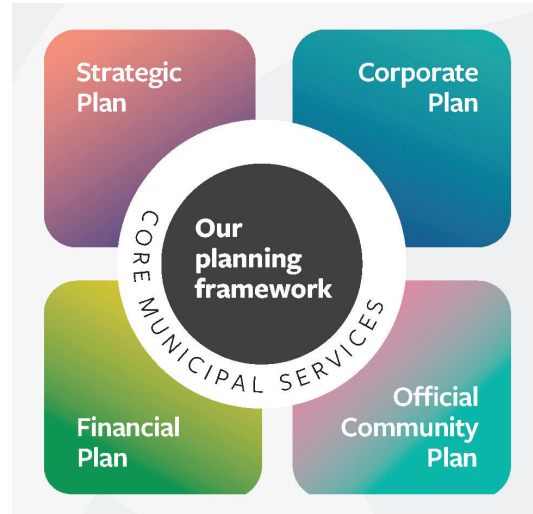 Strategic
Plan
Corporate
Plan
Our
planning
framework
CORE MUNICIPAL SERVICES
Financial
Plan
Official
Community
Plan